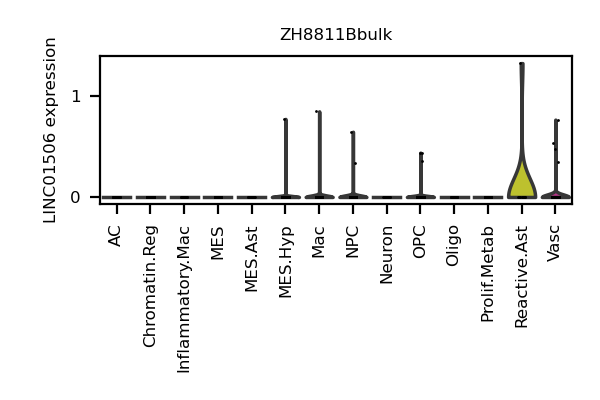 ZH8811Bbulk
LINC01506 expression
1
0
AC
Chromatin.Reg
Inflammatory.Mac
MES
MES.Ast
MES.Hyp
Mac
NPC
Neuron
OPC
Oligo
Prolif.Metab
Reactive.Ast
Vasc